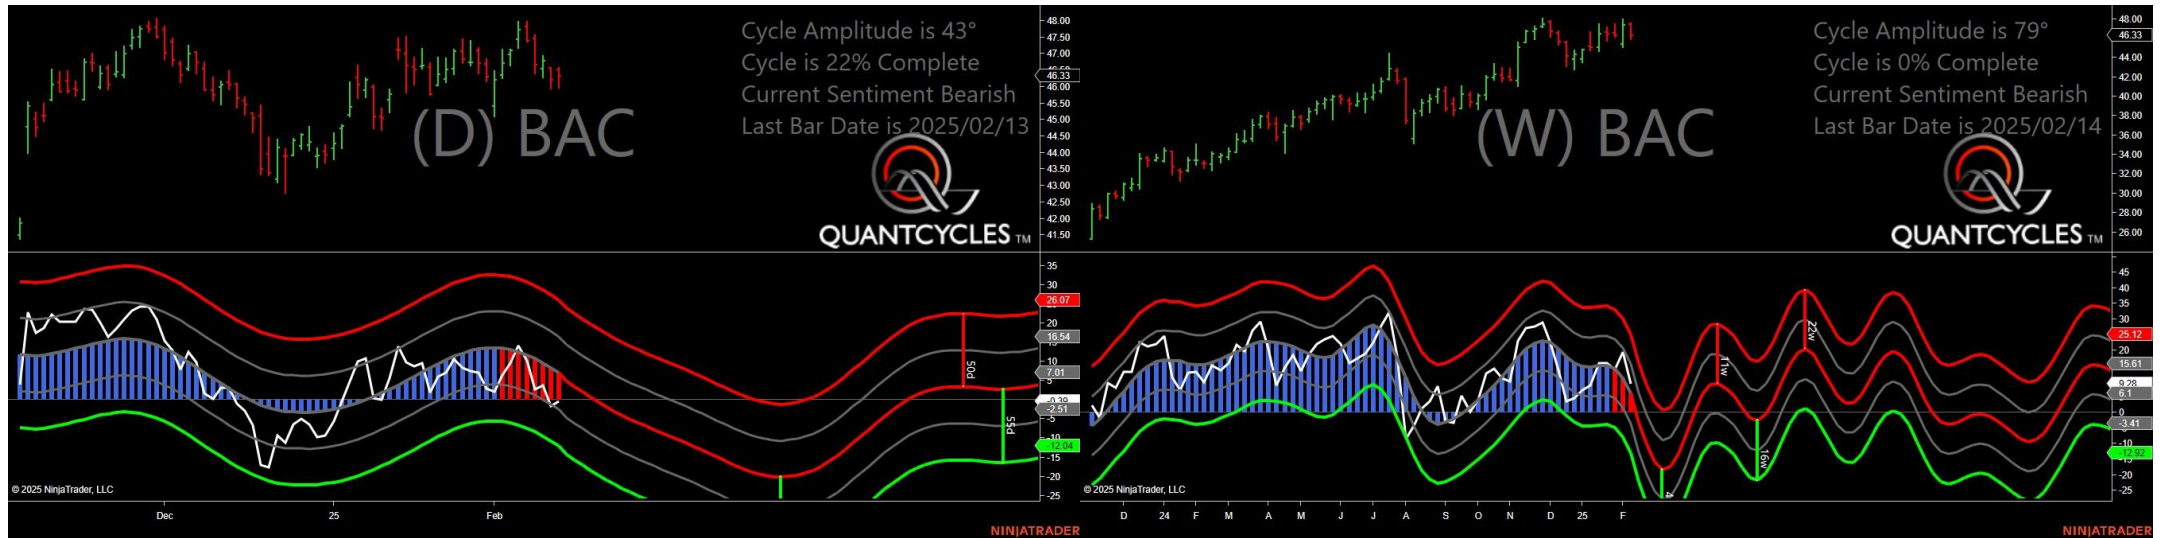 Cycle Amplitude is 43°
Cycle is 22% Complete
Current Sentiment Bearish
Last Bar Date is 2025/02/13
(D) BAC
QUANTCYCLES TM
48.00
47.50
47.00
46.33
46.00
45.50
45.00
44.50
44.00
43.50
43.00
42.50
42.00
41.50
35
30
26.07
20
16.54
10
7.01
5
-0.39
-2.51
-5
-10
-12.04
-15
-20
-25
50d
55d
© 2025 NinjaTrader, LLC
Dec
25
Feb
NINJATRADER
Cycle Amplitude is 79°
Cycle is 0% Complete
Current Sentiment Bearish
Last Bar Date is 2025/02/14
(W) BAC
QUANTCYCLES TM
48.00
46.33
44.00
42.00
40.00
38.00
36.00
34.00
32.00
30.00
28.00
26.00
45
40
35
30
25.12
20
15.61
9.28
6.1
0
-3.41
-10
-12.92
-20
-25
4
11w
16w
22w
© 2025 NinjaTrader, LLC
D
24
F
M
A
M
J
J
A
S
O
N
D
25
F
NINJATRADER